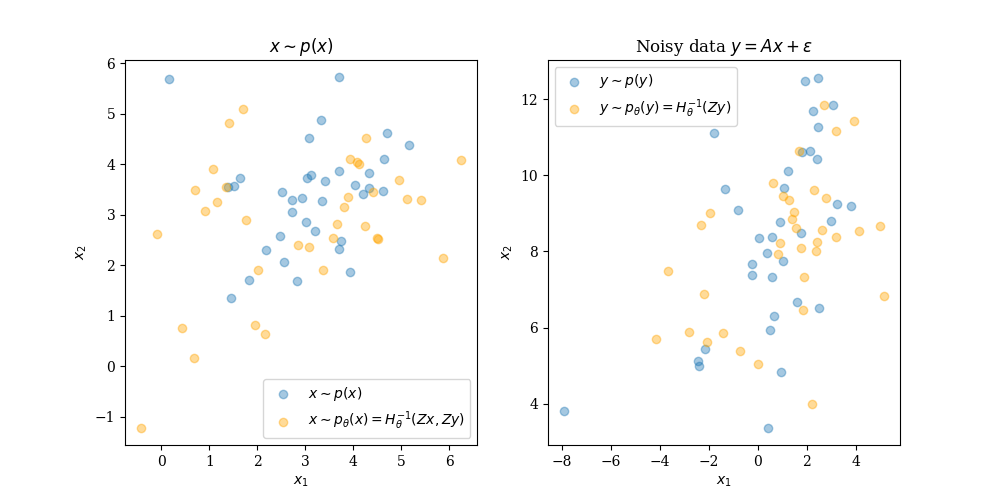 x ~ p(x)
6
5
4
3
2
1
0
−1
x₂
x ~ p(x)
x ~ p_θ(x) = H_θ⁻¹(Zx, Zy)
0 1 2 3 4 5 6
x₁
Noisy data y = Ax + ε
y ~ p(y)
y ~ p_θ(y) = H_θ⁻¹(Zy)
12
10
8
6
4
x₂
−8 −6 −4 −2 0 2 4
x₁